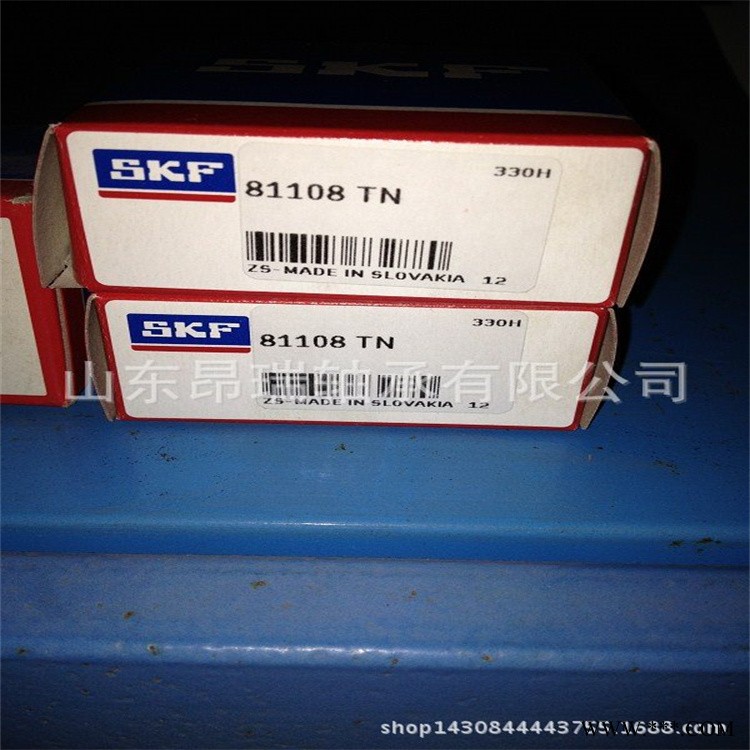 SKF
SKF
81108 TN
330H
ZS-MADE IN SLOVAKIA 12
SKF
81108 TN
330H
山东昂瑞轴承有限公司
ZS-MADE IN SLOVAKIA 12